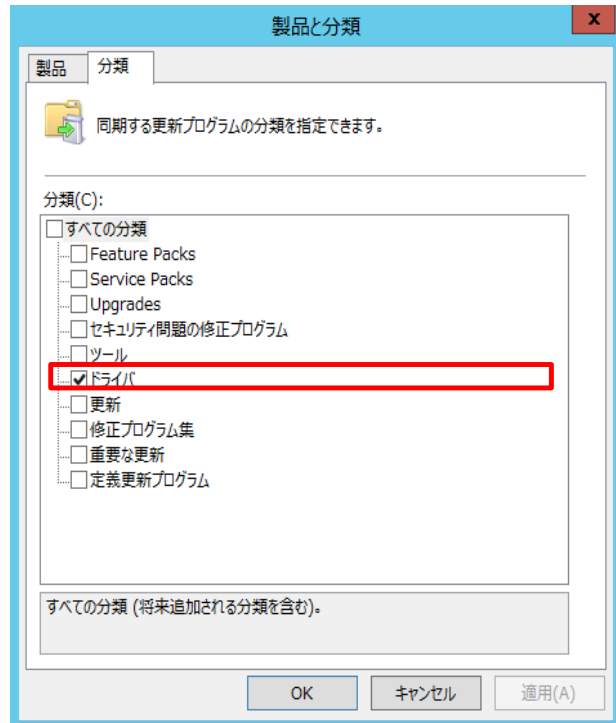 製品と分類
x
製品
分類
同期する更新プログラムの分類を指定できます。
分類(C):
すべての分類
Feature Packs
Service Packs
Upgrades
セキュリティ問題の修正プログラム
ツール
ドライバ
更新
修正プログラム集
重要な更新
定義更新プログラム
すべての分類 (将来追加される分類を含む)。
OK
キャンセル
適用(A)